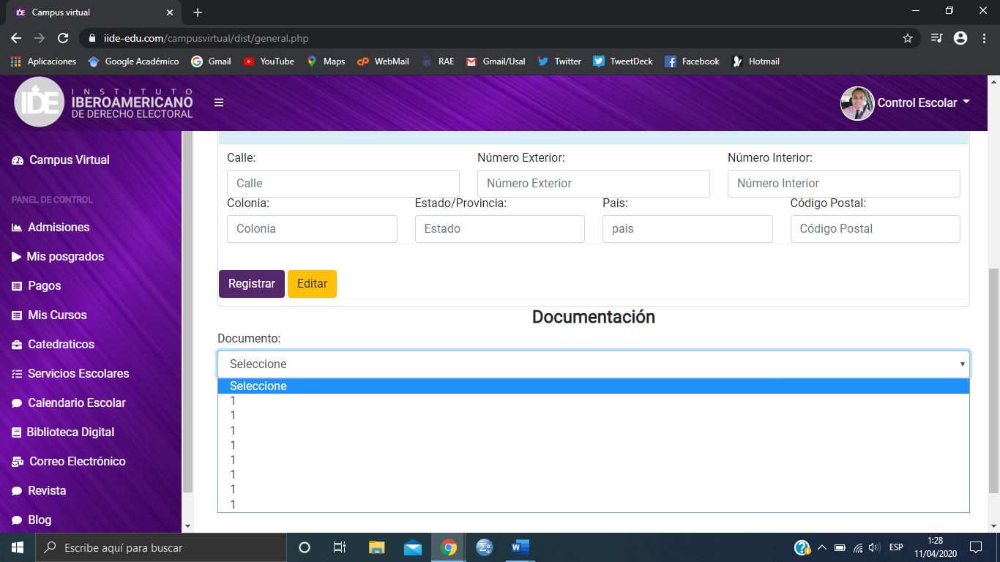 Campus virtual
iide-edu.com/campusvirtual/dist/general.php
Aplicaciones Google Académico Gmail YouTube Maps WebMail RAE Gmail/Usal Twitter TweetDeck Facebook Hotmail
IIDE
INSTITUTO
IBEROAMERICANO
DE DERECHO ELECTORAL
Control Escolar
Campus Virtual
PANEL DE CONTROL
Admisiones
Mis posgrados
Pagos
Mis Cursos
Catedraticos
Servicios Escolares
Calendario Escolar
Biblioteca Digital
Correo Electrónico
Revista
Blog
Calle: Número Exterior: Número Interior:
Calle Número Exterior Número Interior
Colonia: Estado/Provincia: Pais: Código Postal:
Colonia Estado pais Código Postal
Registrar Editar
Documentación
Documento:
Seleccione
Seleccione
1
1
1
1
1
1
1
1
Escribe aquí para buscar
ESP
1:28
11/04/2020